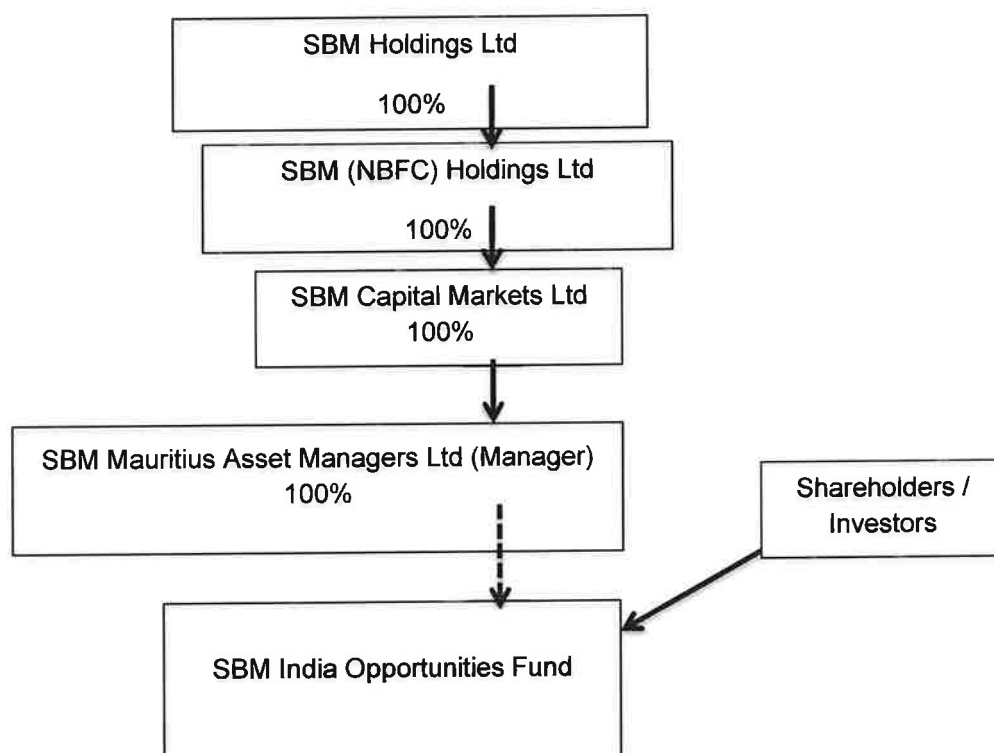 SBM Holdings Ltd
100%
SBM (NBFC) Holdings Ltd
100%
SBM Capital Markets Ltd
100%
SBM Mauritius Asset Managers Ltd (Manager)
100%
Shareholders /
Investors
SBM India Opportunities Fund